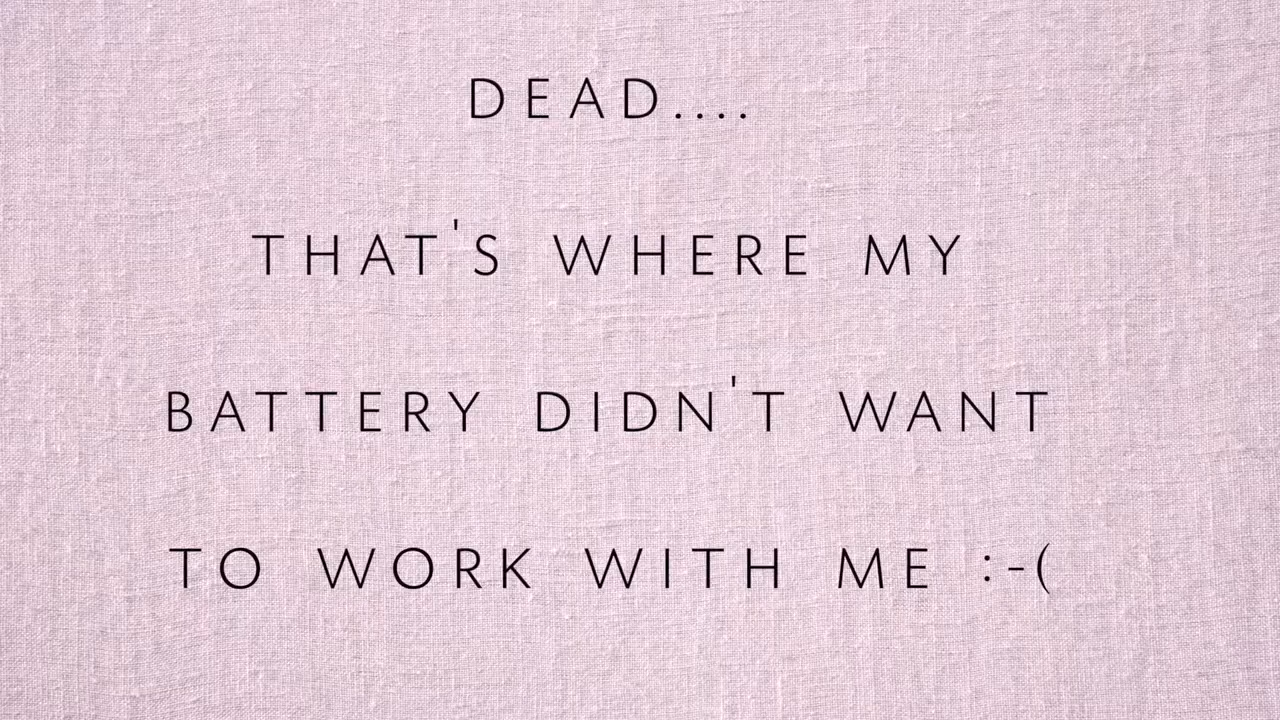 DEAD....
THAT'S WHERE MY
BATTERY DIDN'T WANT
TO WORK WITH ME :-(